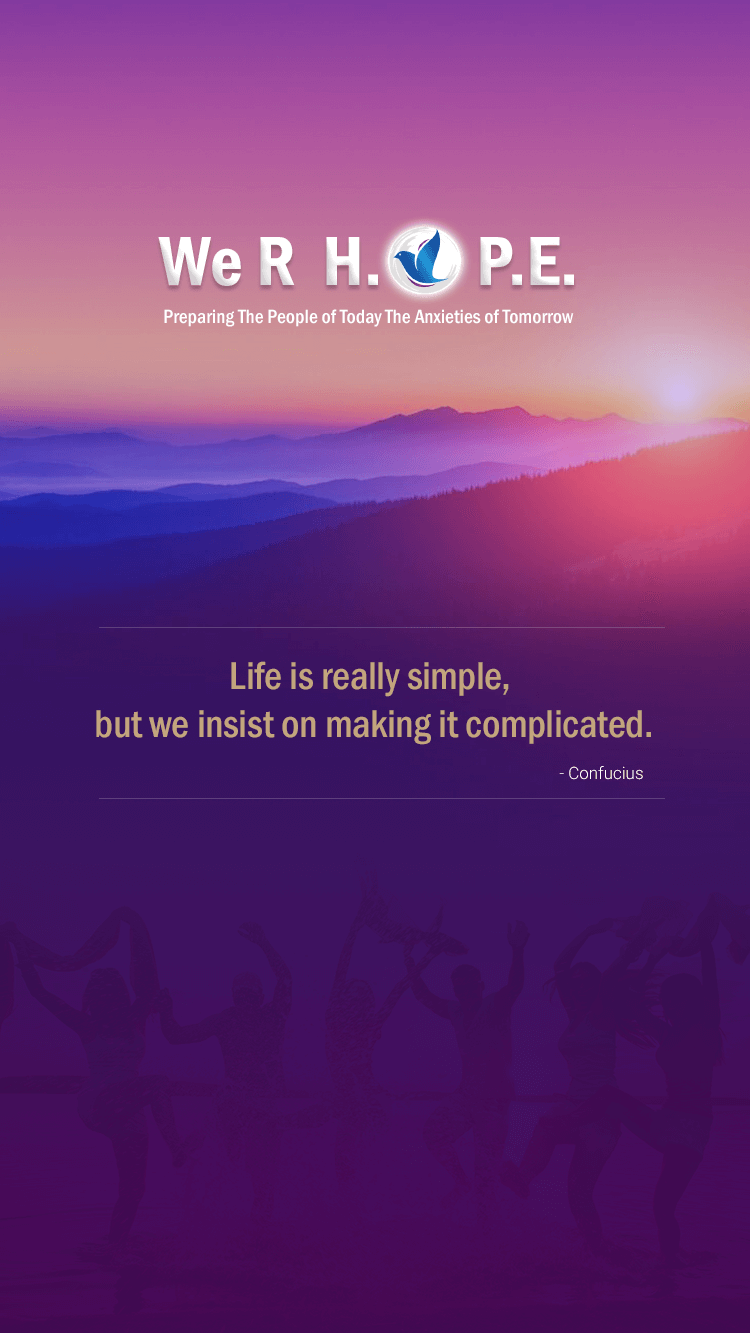 We R H. P.E.
Preparing The People of Today The Anxieties of Tomorrow
Life is really simple,
but we insist on making it complicated.
- Confucius